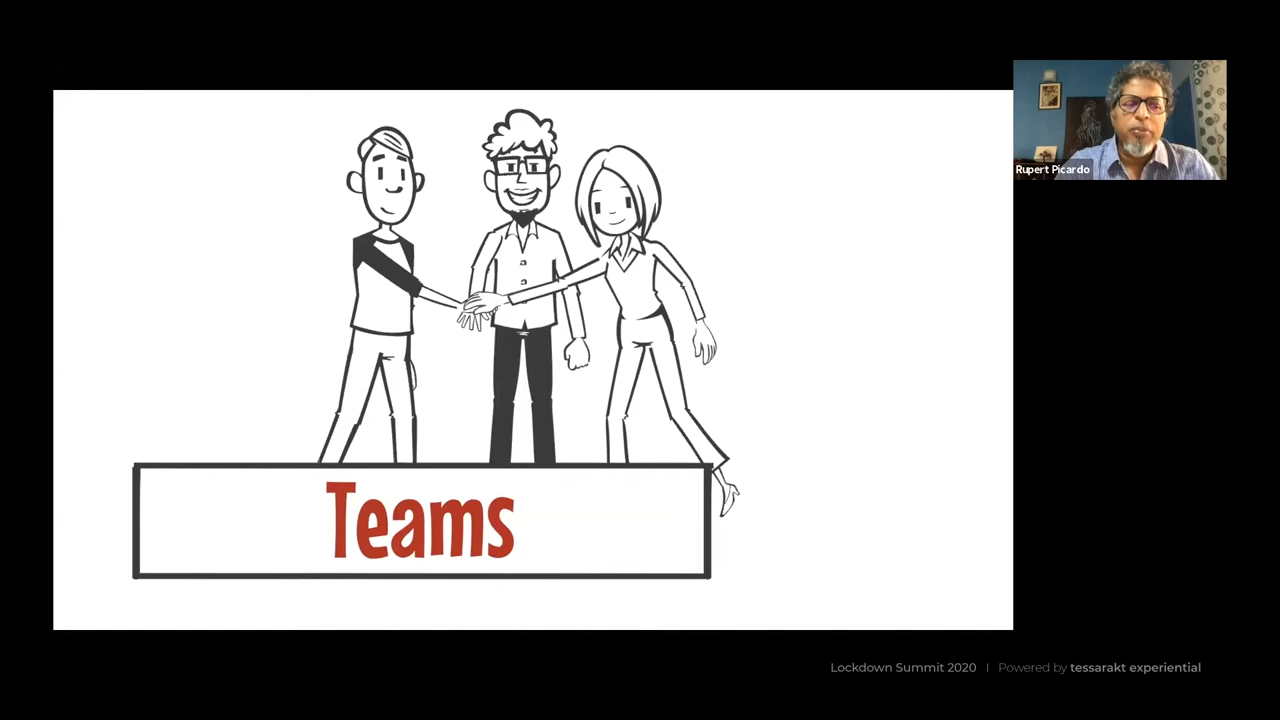 Rupert Picardo
Teams
Lockdown Summit 2020 | Powered by tessarakt experiential